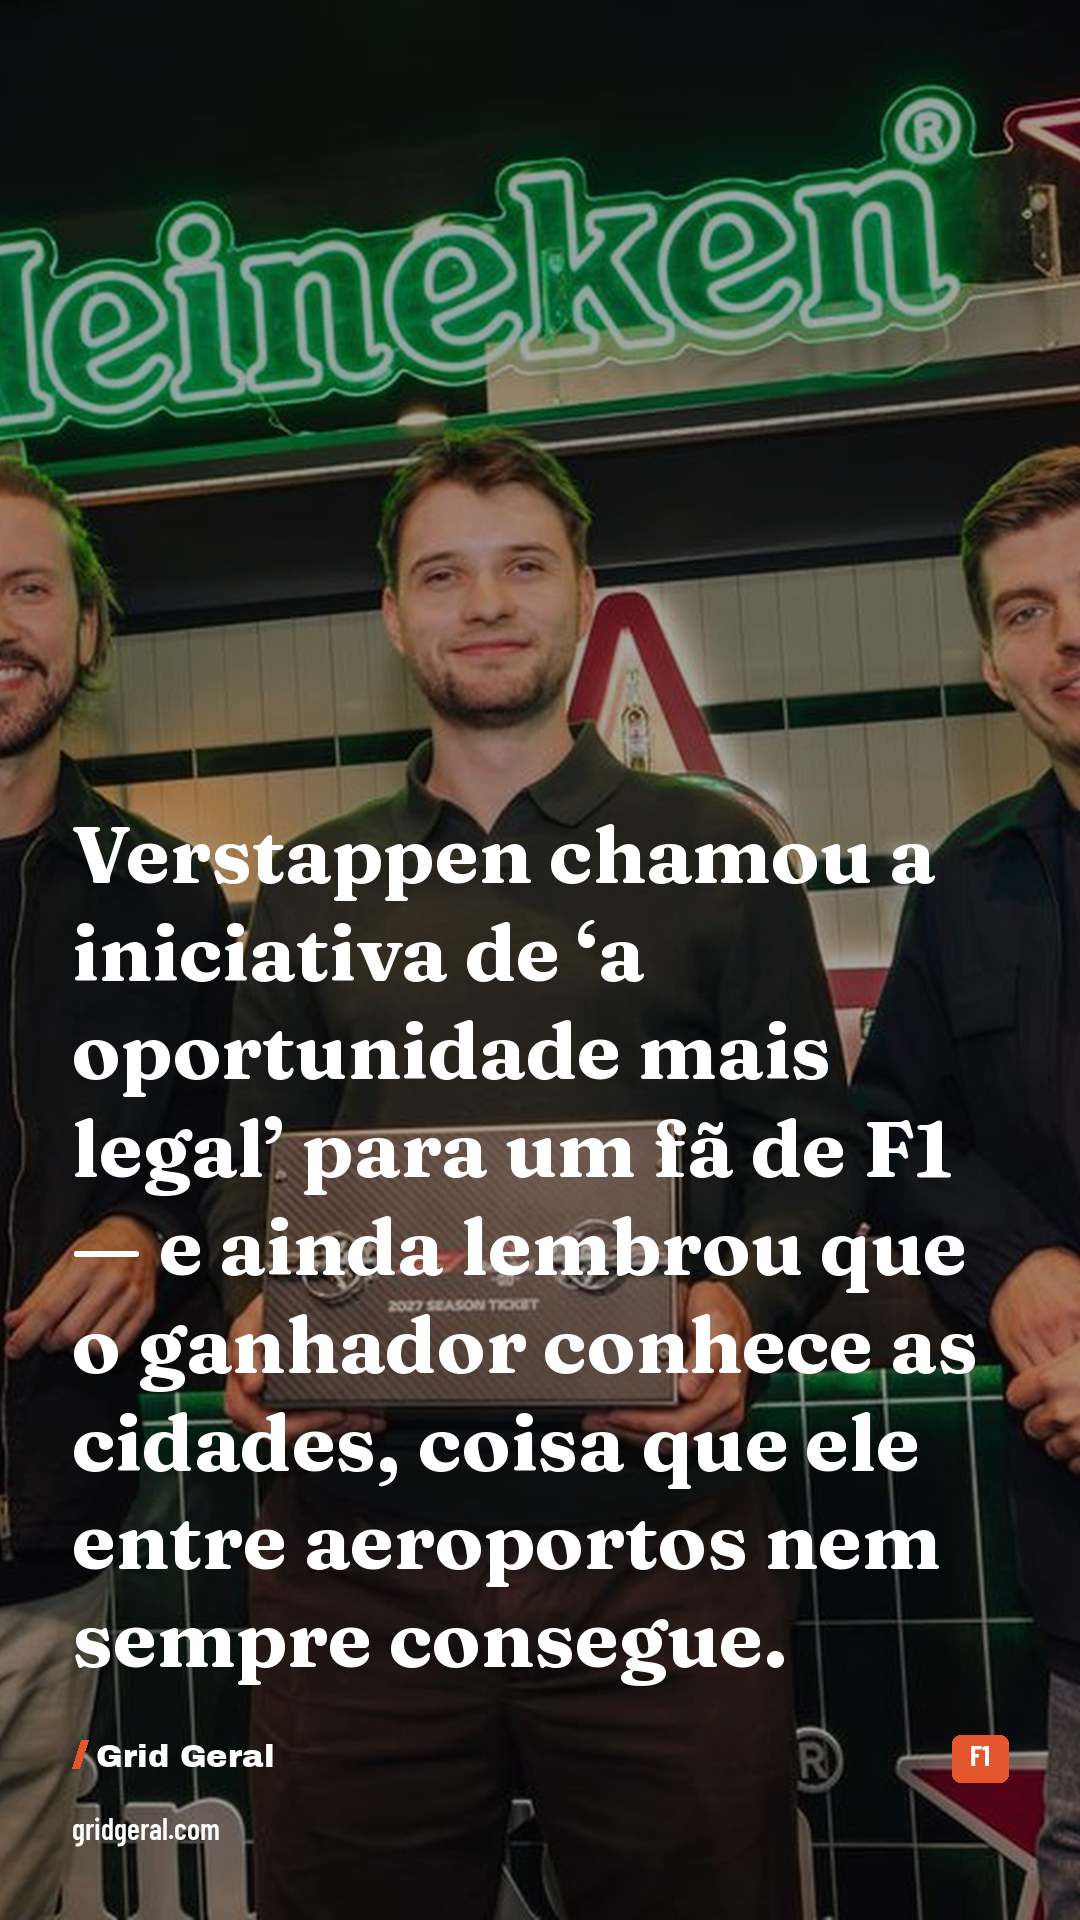 Heineken®
Verstappen chamou a
iniciativa de ‘a
oportunidade mais
legal’ para um fã de F1
— e ainda lembrou que
o ganhador conhece as
cidades, coisa que ele
entre aeroportos nem
sempre consegue.
2027 SEASON TICKET
/ Grid Geral
F1
gridgeral.com
®
in